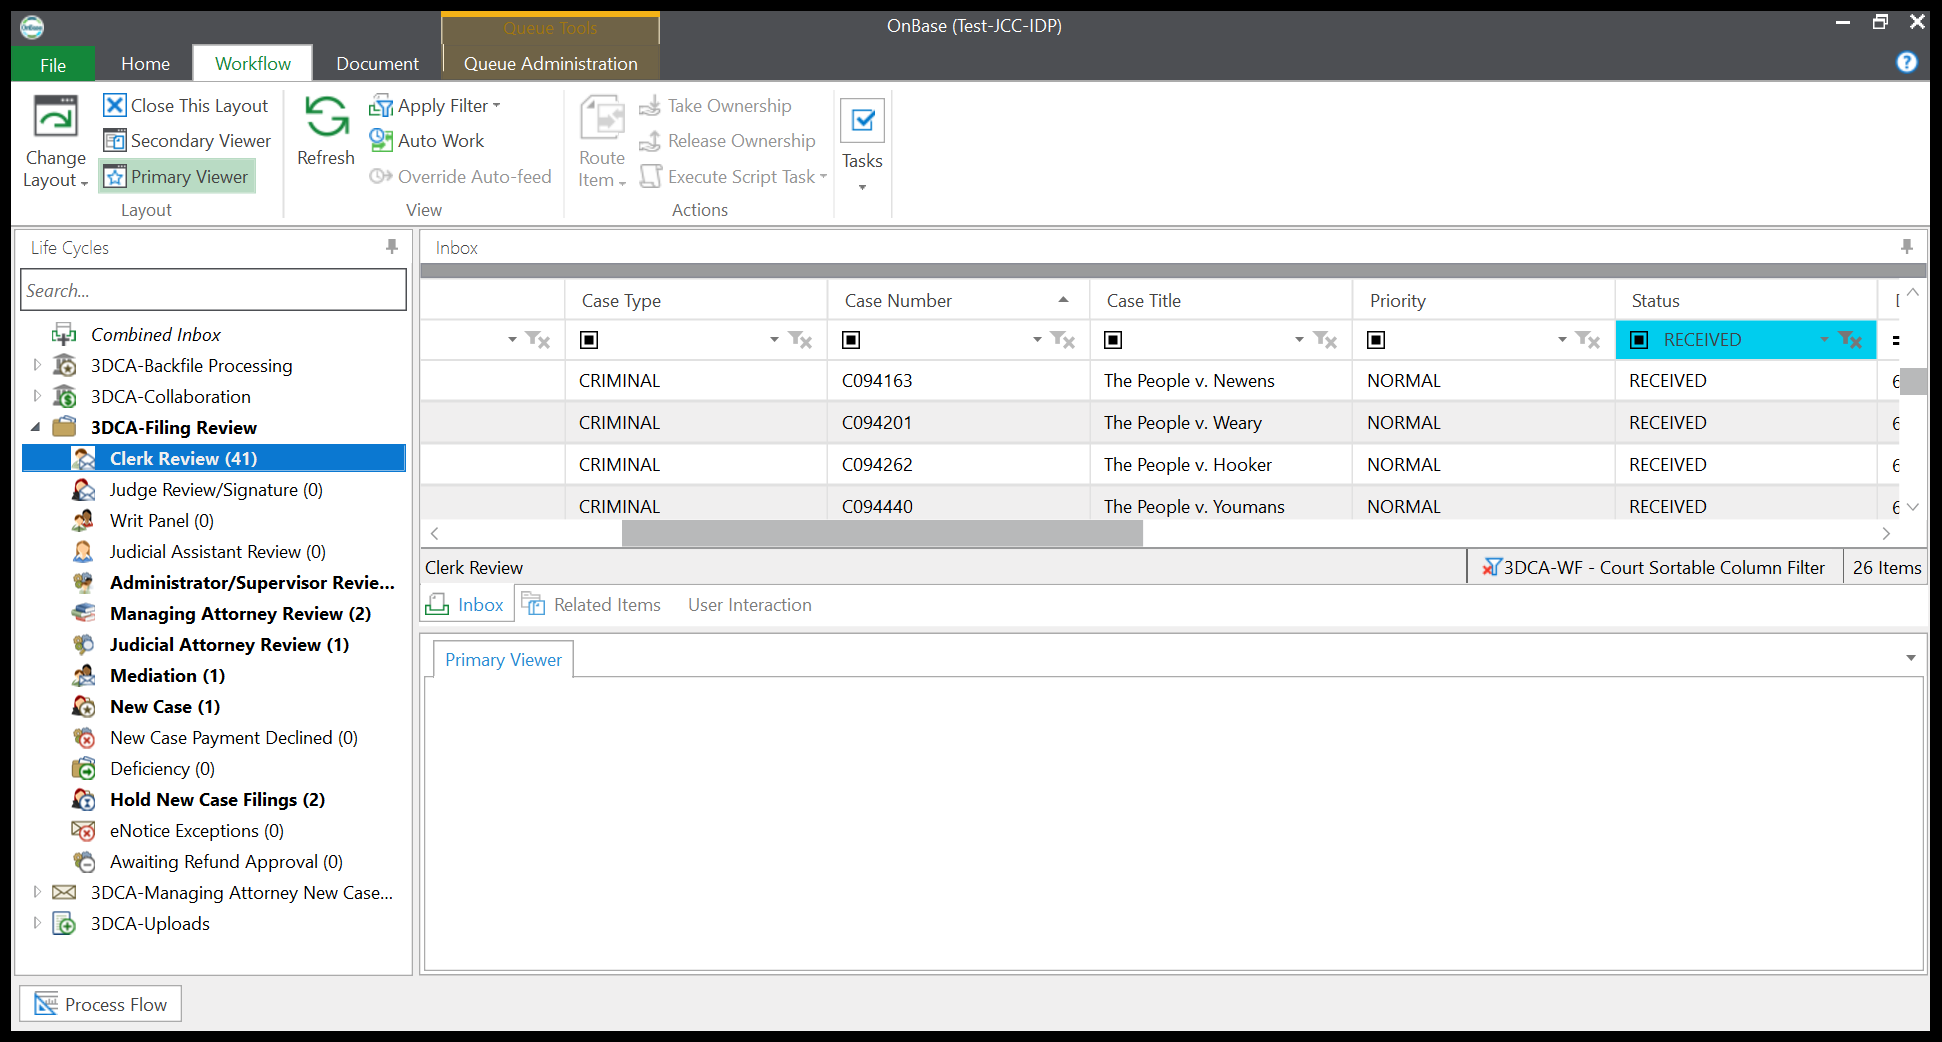 OnBase
Queue Tools
OnBase (Test-JCC-IDP)
File
Home
Workflow
Document
Queue Administration
?
Change
Layout
Close This Layout
Secondary Viewer
Primary Viewer
Layout
Refresh
Apply Filter
Auto Work
Override Auto-feed
View
Route
Item
Take Ownership
Release Ownership
Execute Script Task
Actions
Tasks
Life Cycles
Search...
Combined Inbox
3DCA-Backfile Processing
3DCA-Collaboration
3DCA-Filing Review
Clerk Review (41)
Judge Review/Signature (0)
Writ Panel (0)
Judicial Assistant Review (0)
Administrator/Supervisor Revie...
Managing Attorney Review (2)
Judicial Attorney Review (1)
Mediation (1)
New Case (1)
New Case Payment Declined (0)
Deficiency (0)
Hold New Case Filings (2)
eNotice Exceptions (0)
Awaiting Refund Approval (0)
3DCA-Managing Attorney New Case...
3DCA-Uploads
Process Flow
Inbox
Case Type Case Number Case Title Priority Status
RECEIVED =
CRIMINAL C094163 The People v. Newens NORMAL RECEIVED 6
CRIMINAL C094201 The People v. Weary NORMAL RECEIVED 6
CRIMINAL C094262 The People v. Hooker NORMAL RECEIVED 6
CRIMINAL C094440 The People v. Youmans NORMAL RECEIVED 6
Clerk Review
3DCA-WF - Court Sortable Column Filter
26 Items
Inbox
Related Items
User Interaction
Primary Viewer